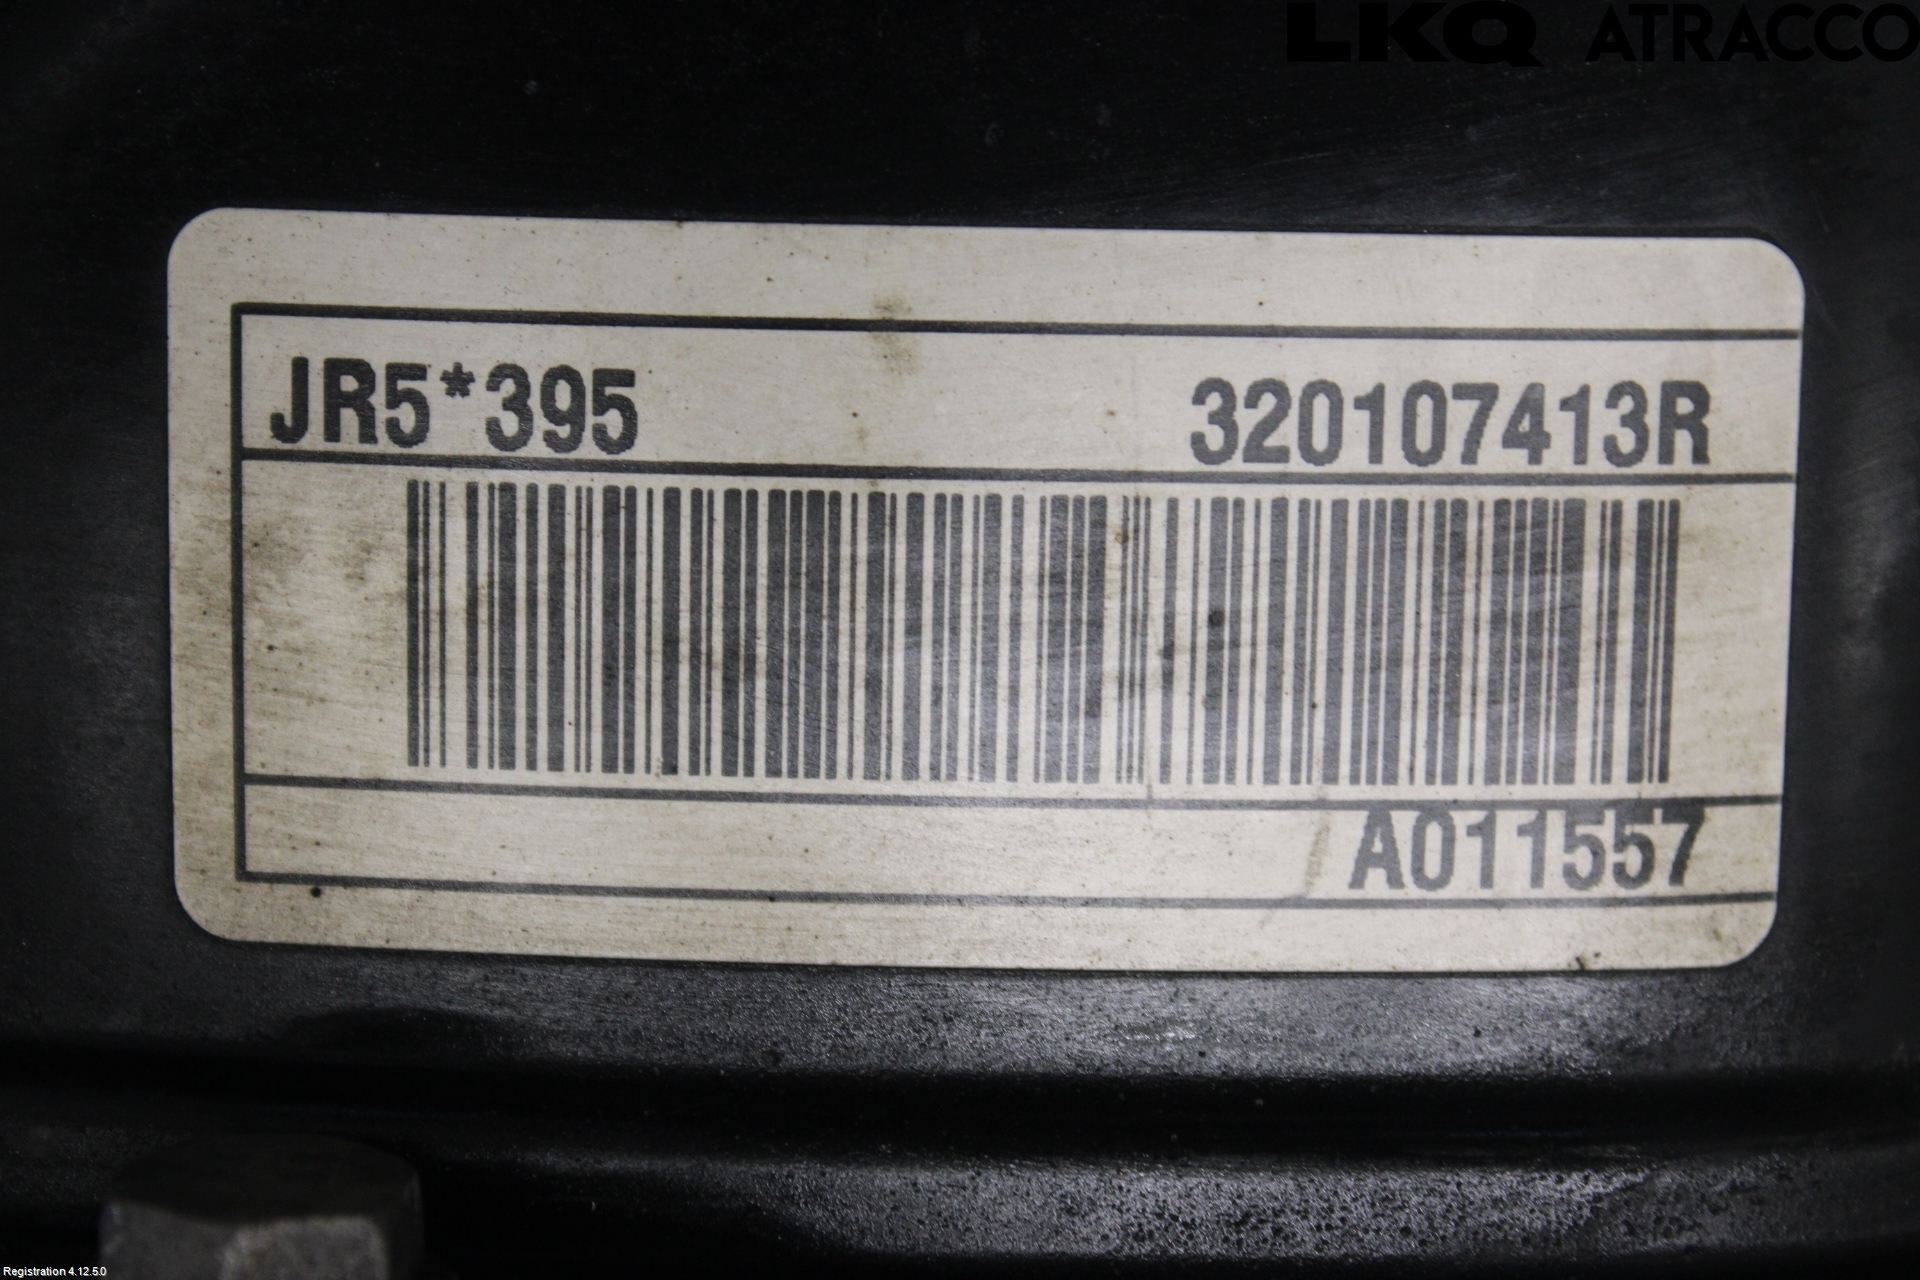 LKQ ATRACCO
JR5*395 320107413R
A011557
Registration 4.12.5.0